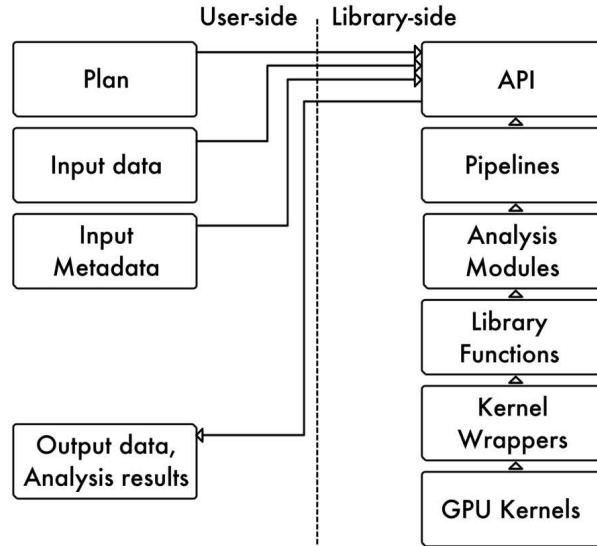 User-side
Library-side
Plan
Input data
Input
Metadata
Output data,
Analysis results
API
Pipelines
Analysis
Modules
Library
Functions
Kernel
Wrappers
GPU Kernels